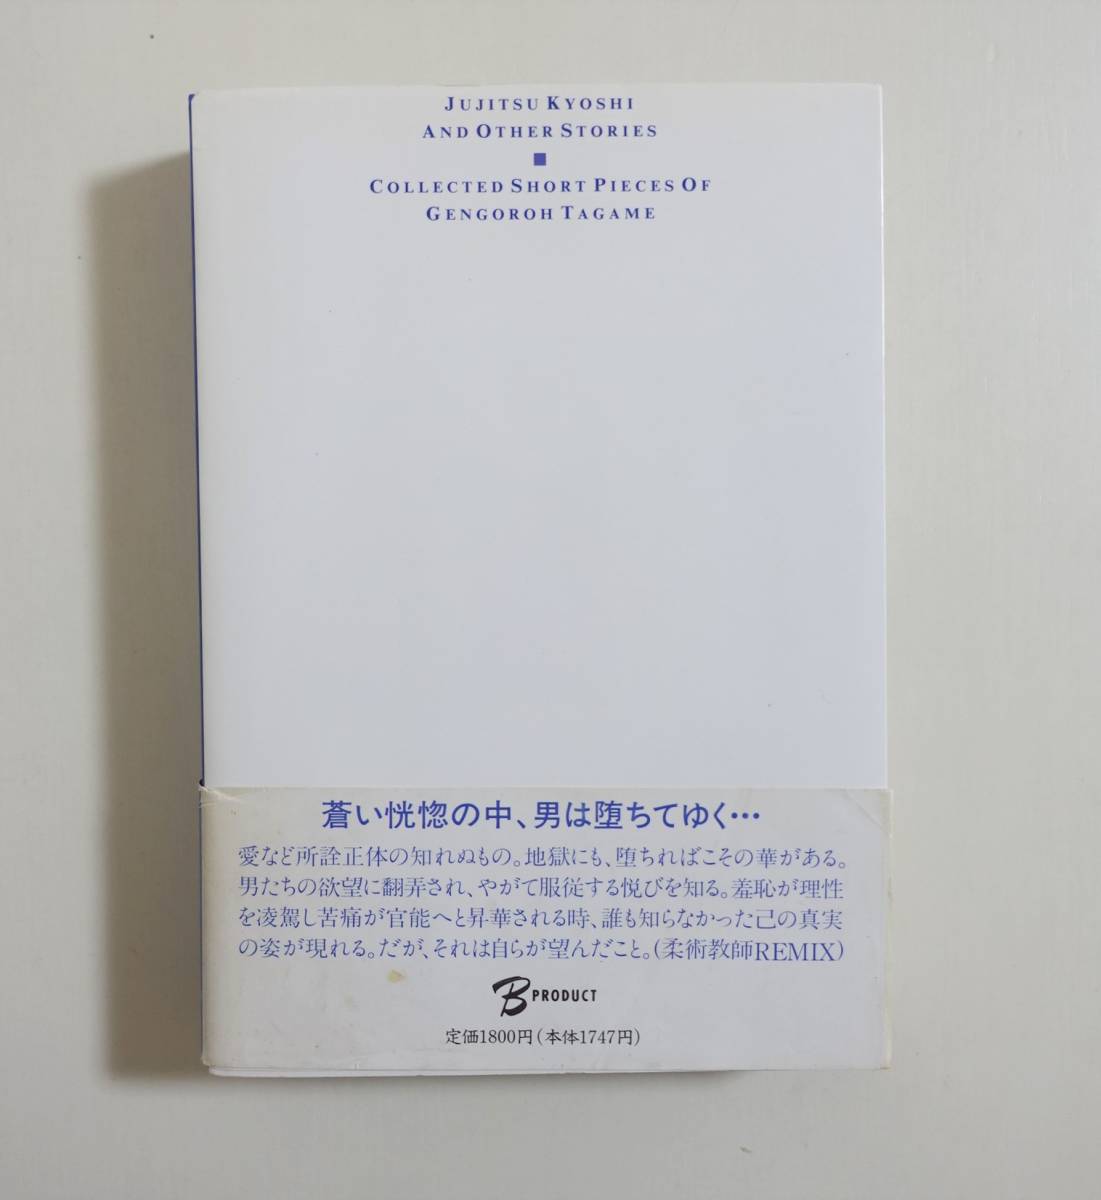 JUJITSU KYOSHI
AND OTHER STORIES
COLLECTED SHORT PIECES OF
GENGOROH TAGAME
蒼い恍惚の中、男は堕ちてゆく…
愛など所詮正体の知れぬもの。地獄にも、堕ちればこその華がある。
男たちの欲望に翻弄され、やがて服従する悦びを知る。羞恥が理性
を凌駕し苦痛が官能へと昇華される時、誰も知らなかった己の真実
の姿が現れる。だが、それは自らが望んだこと。(柔術教師REMIX)
B PRODUCT
定価1800円(本体1747円)